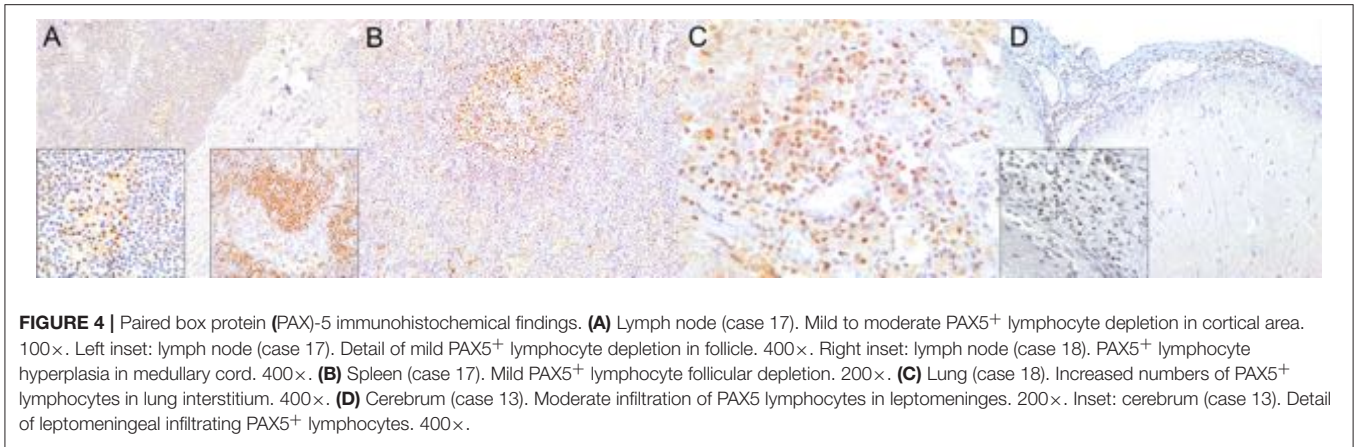 A B C D
FIGURE 4 | Paired box protein (PAX)-5 immunohistochemical findings. (A) Lymph node (case 17). Mild to moderate PAX5+ lymphocyte depletion in cortical area.
100×. Left inset: lymph node (case 17). Detail of mild PAX5+ lymphocyte depletion in follicle. 400×. Right inset: lymph node (case 18). PAX5+ lymphocyte
hyperplasia in medullary cord. 400×. (B) Spleen (case 17). Mild PAX5+ lymphocyte follicular depletion. 200×. (C) Lung (case 18). Increased numbers of PAX5+
lymphocytes in lung interstitium. 400×. (D) Cerebrum (case 13). Moderate infiltration of PAX5 lymphocytes in leptomeninges. 200×. Inset: cerebrum (case 13). Detail
of leptomeningeal infiltrating PAX5+ lymphocytes. 400×.